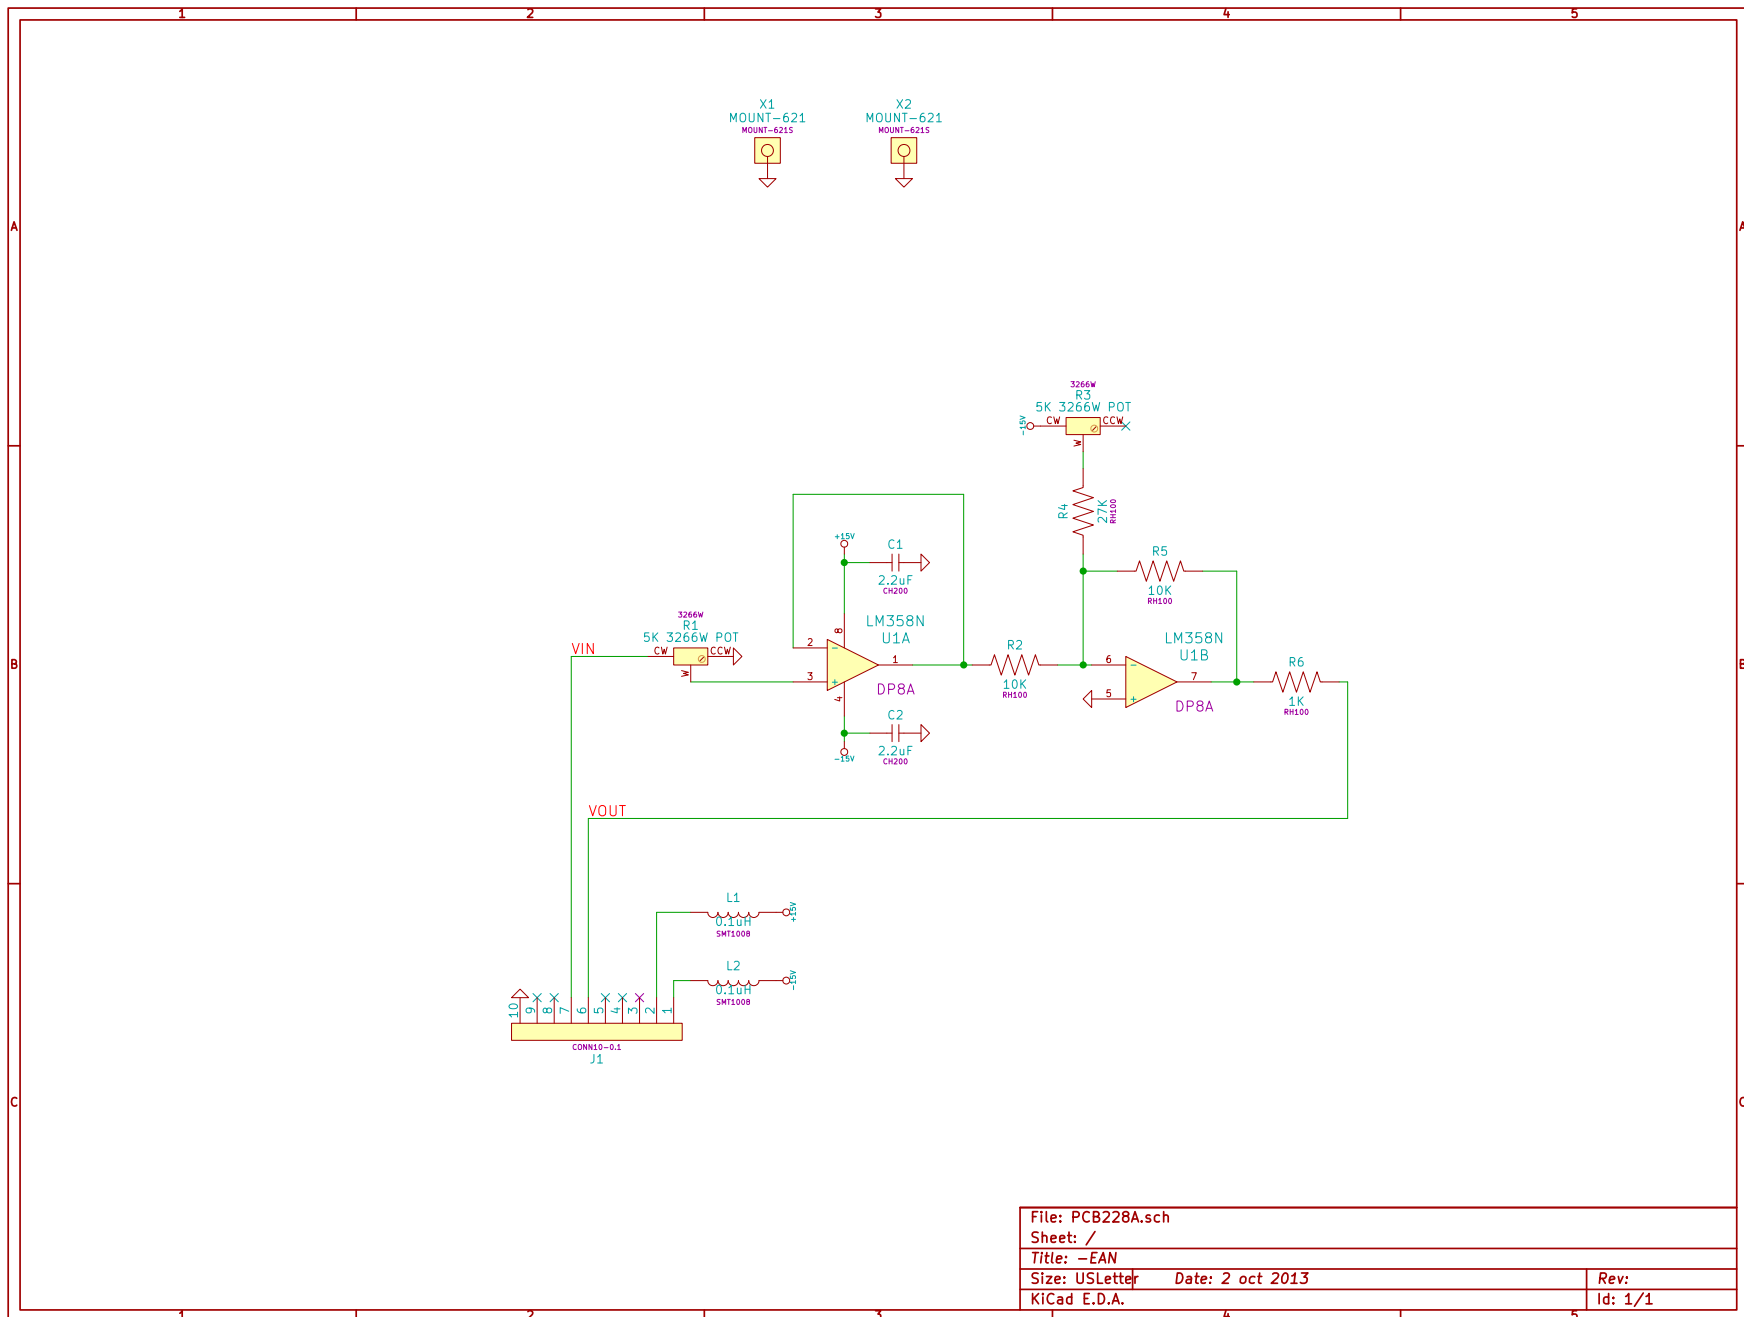 1 2 3 4 5
X1
MOUNT-621
MOUNT-621S
X2
MOUNT-621
MOUNT-621S
A A
3266W
R3
5K 3266W POT
-15V CW CCW
W
B B
R4
27K
RH100
+15V
C1
2.2uF
CH200
R5
10K
RH100
3266W
R1
5K 3266W POT
VIN CW CCW
W
LM358N
U1A
8
2 -
1
3 +
4
DP8A
R2
10K
RH100
LM358N
U1B
6 -
7
5 +
DP8A
R6
1K
RH100
C2
2.2uF
CH200
-15V
VOUT
L1
0.1uH
SMT1008
+15V
L2
0.1uH
SMT1008
-15V
10 9 8 7 6 5 4 3 2 1
CONN10-0.1
J1
C C
File: PCB228A.sch
Sheet: /
Title: -EAN
Size: USLetter Date: 2 oct 2013 Rev:
KiCad E.D.A. Id: 1/1
1 2 3 4 5